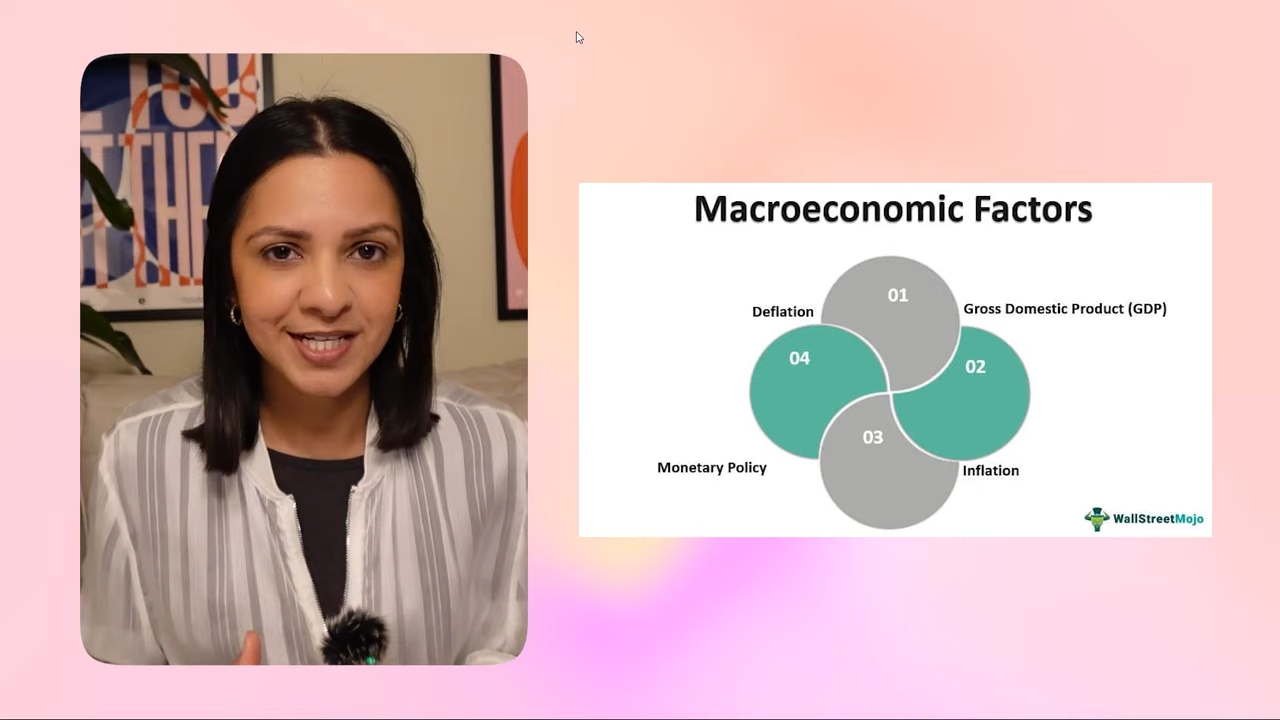 Macroeconomic Factors
01
Deflation
Gross Domestic Product (GDP)
04
02
03
Monetary Policy
Inflation
WallStreetMojo